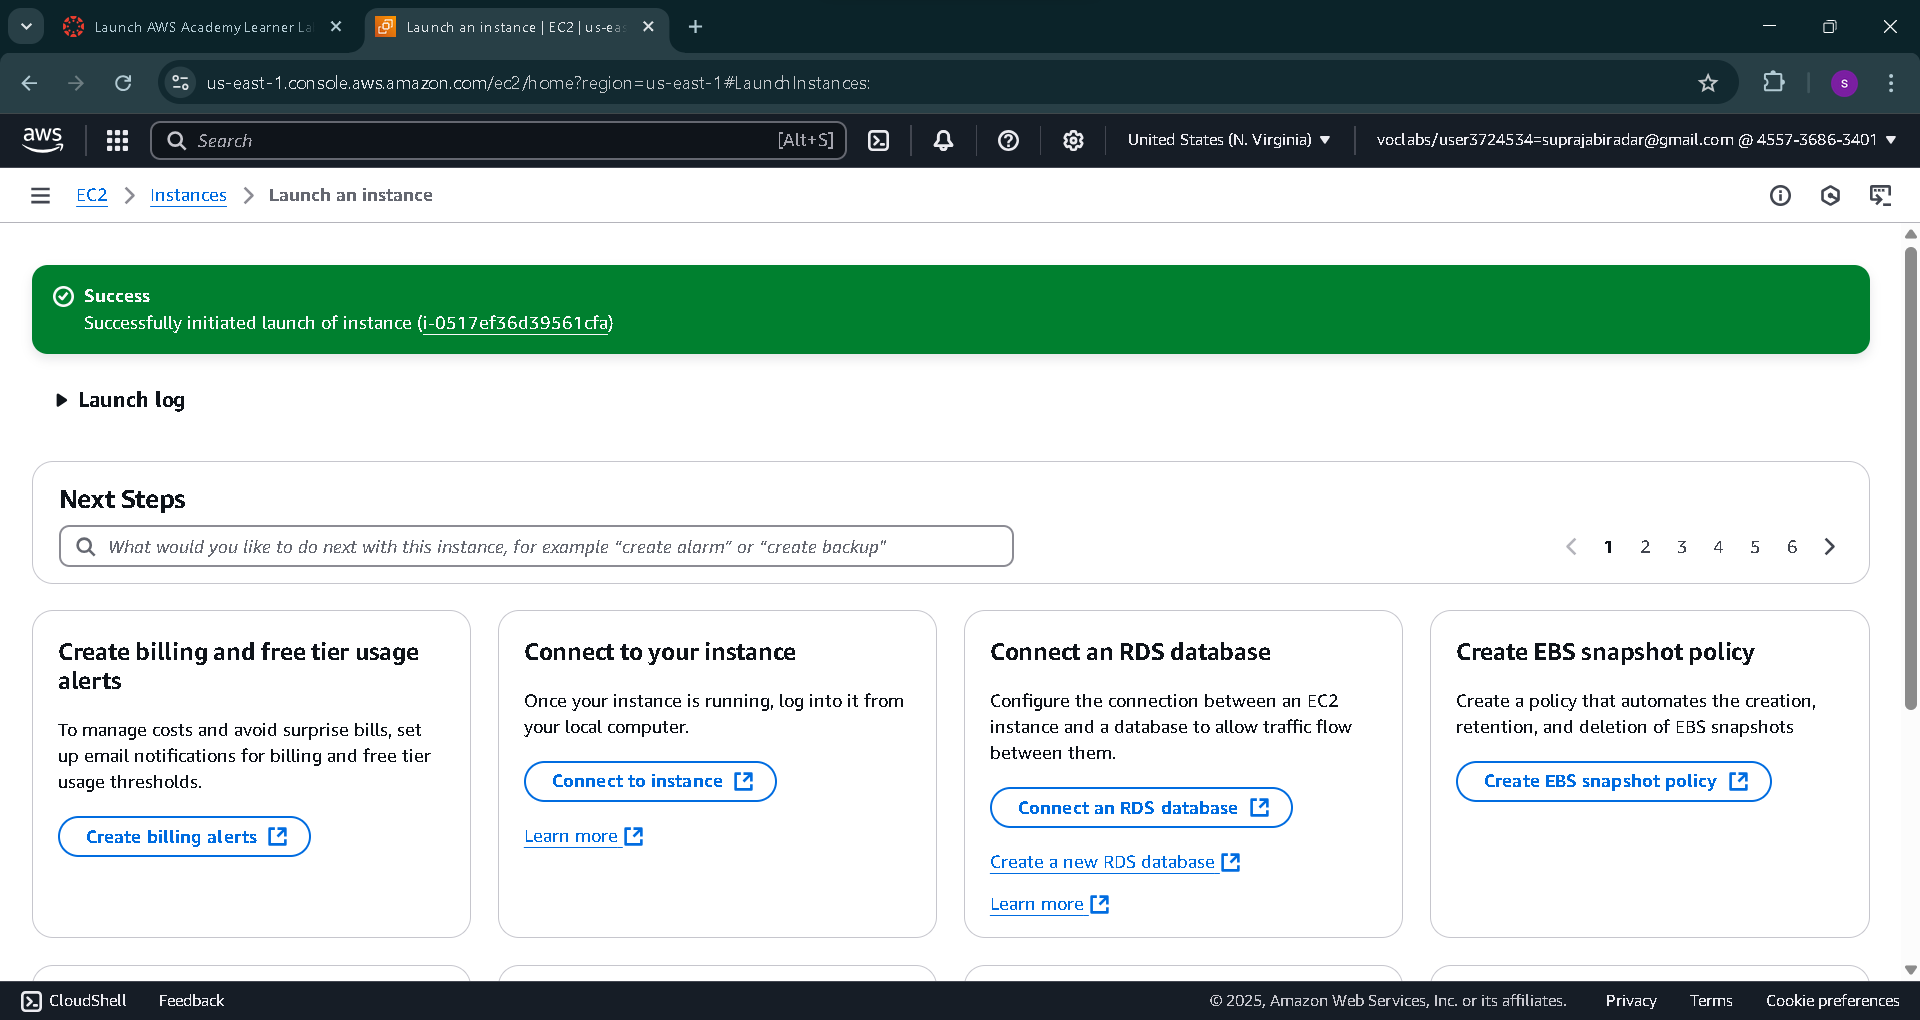 Launch AWS Academy Learner La
Launch an instance | EC2 | us-eas
us-east-1.console.aws.amazon.com/ec2/home?region=us-east-1#LaunchInstances:
S
aws
Search
[Alt+S]
United States (N. Virginia)
voclabs/user3724534=suprajabiradar@gmail.com @ 4557-3686-3401
EC2
Instances
Launch an instance
Success
Successfully initiated launch of instance (i-0517ef36d39561cfa)
Launch log
Next Steps
What would you like to do next with this instance, for example "create alarm" or "create backup"
1 2 3 4 5 6
Create billing and free tier usage
alerts
To manage costs and avoid surprise bills, set
up email notifications for billing and free tier
usage thresholds.
Create billing alerts
Connect to your instance
Once your instance is running, log into it from
your local computer.
Connect to instance
Learn more
Connect an RDS database
Configure the connection between an EC2
instance and a database to allow traffic flow
between them.
Connect an RDS database
Create a new RDS database
Learn more
Create EBS snapshot policy
Create a policy that automates the creation,
retention, and deletion of EBS snapshots
Create EBS snapshot policy
CloudShell
Feedback
© 2025, Amazon Web Services, Inc. or its affiliates.
Privacy
Terms
Cookie preferences